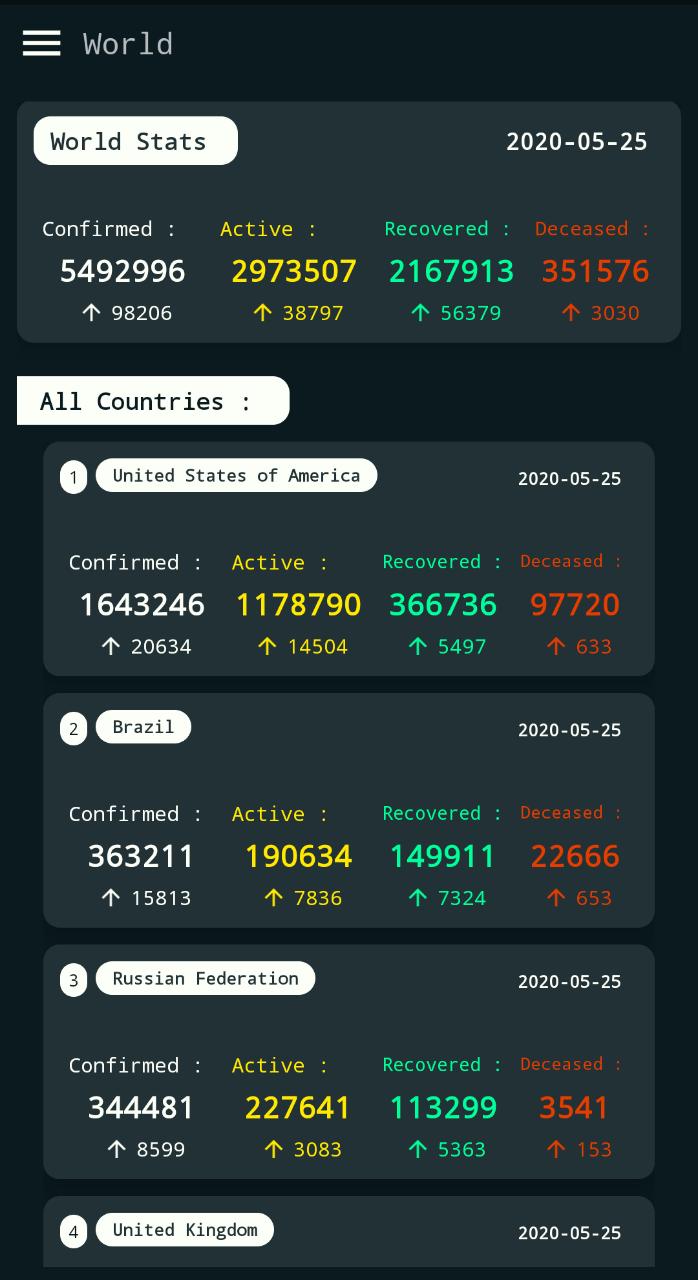 World
World Stats 2020-05-25
Confirmed : Active : Recovered : Deceased :
5492996 2973507 2167913 351576
↑ 98206 ↑ 38797 ↑ 56379 ↑ 3030
All Countries :
1 United States of America 2020-05-25
Confirmed : Active : Recovered : Deceased :
1643246 1178790 366736 97720
↑ 20634 ↑ 14504 ↑ 5497 ↑ 633
2 Brazil 2020-05-25
Confirmed : Active : Recovered : Deceased :
363211 190634 149911 22666
↑ 15813 ↑ 7836 ↑ 7324 ↑ 653
3 Russian Federation 2020-05-25
Confirmed : Active : Recovered : Deceased :
344481 227641 113299 3541
↑ 8599 ↑ 3083 ↑ 5363 ↑ 153
4 United Kingdom 2020-05-25